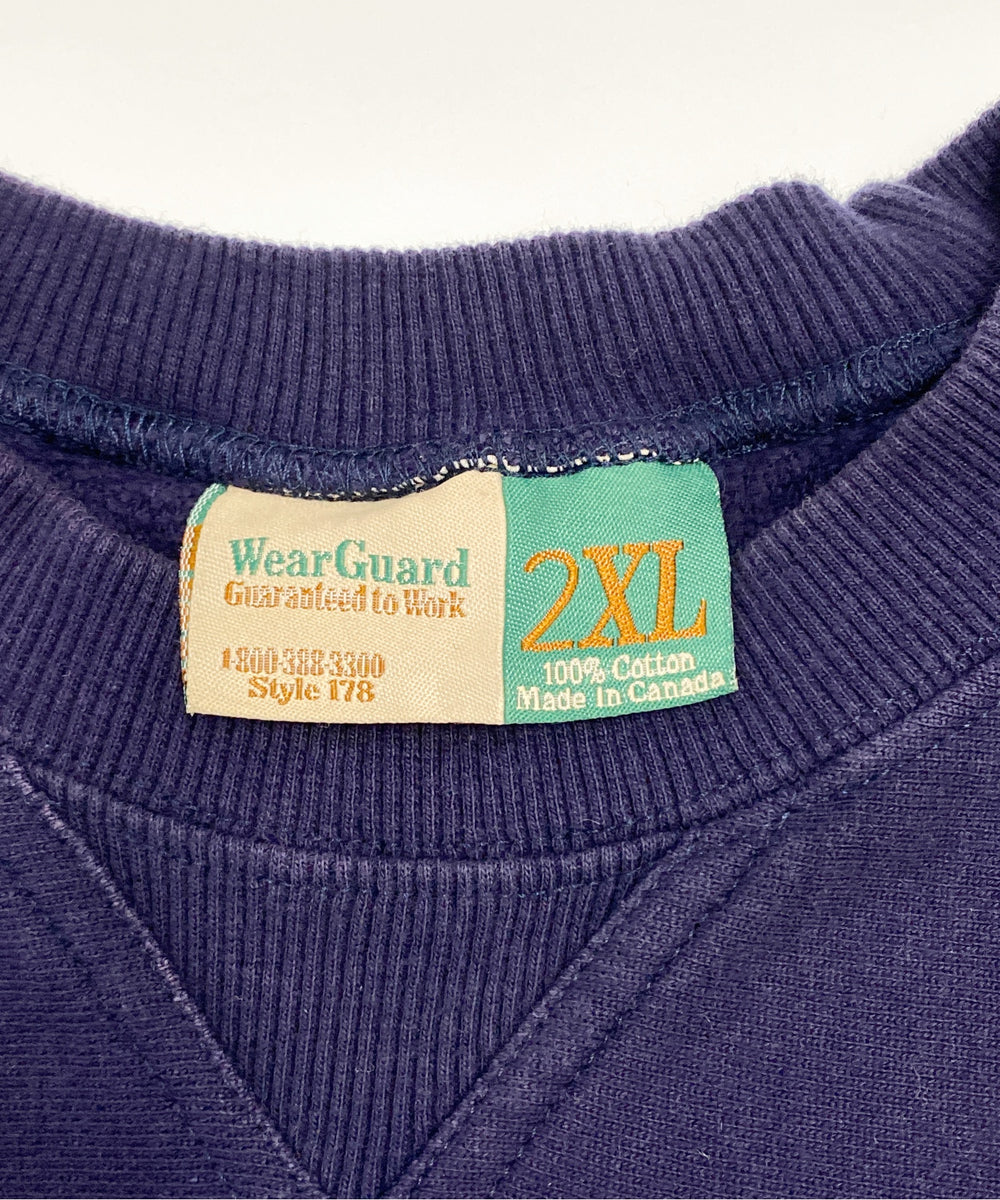 WearGuard
Guaranteed to Work
1-800-388-3300
Style 178
2XL
100% Cotton
Made In Canada